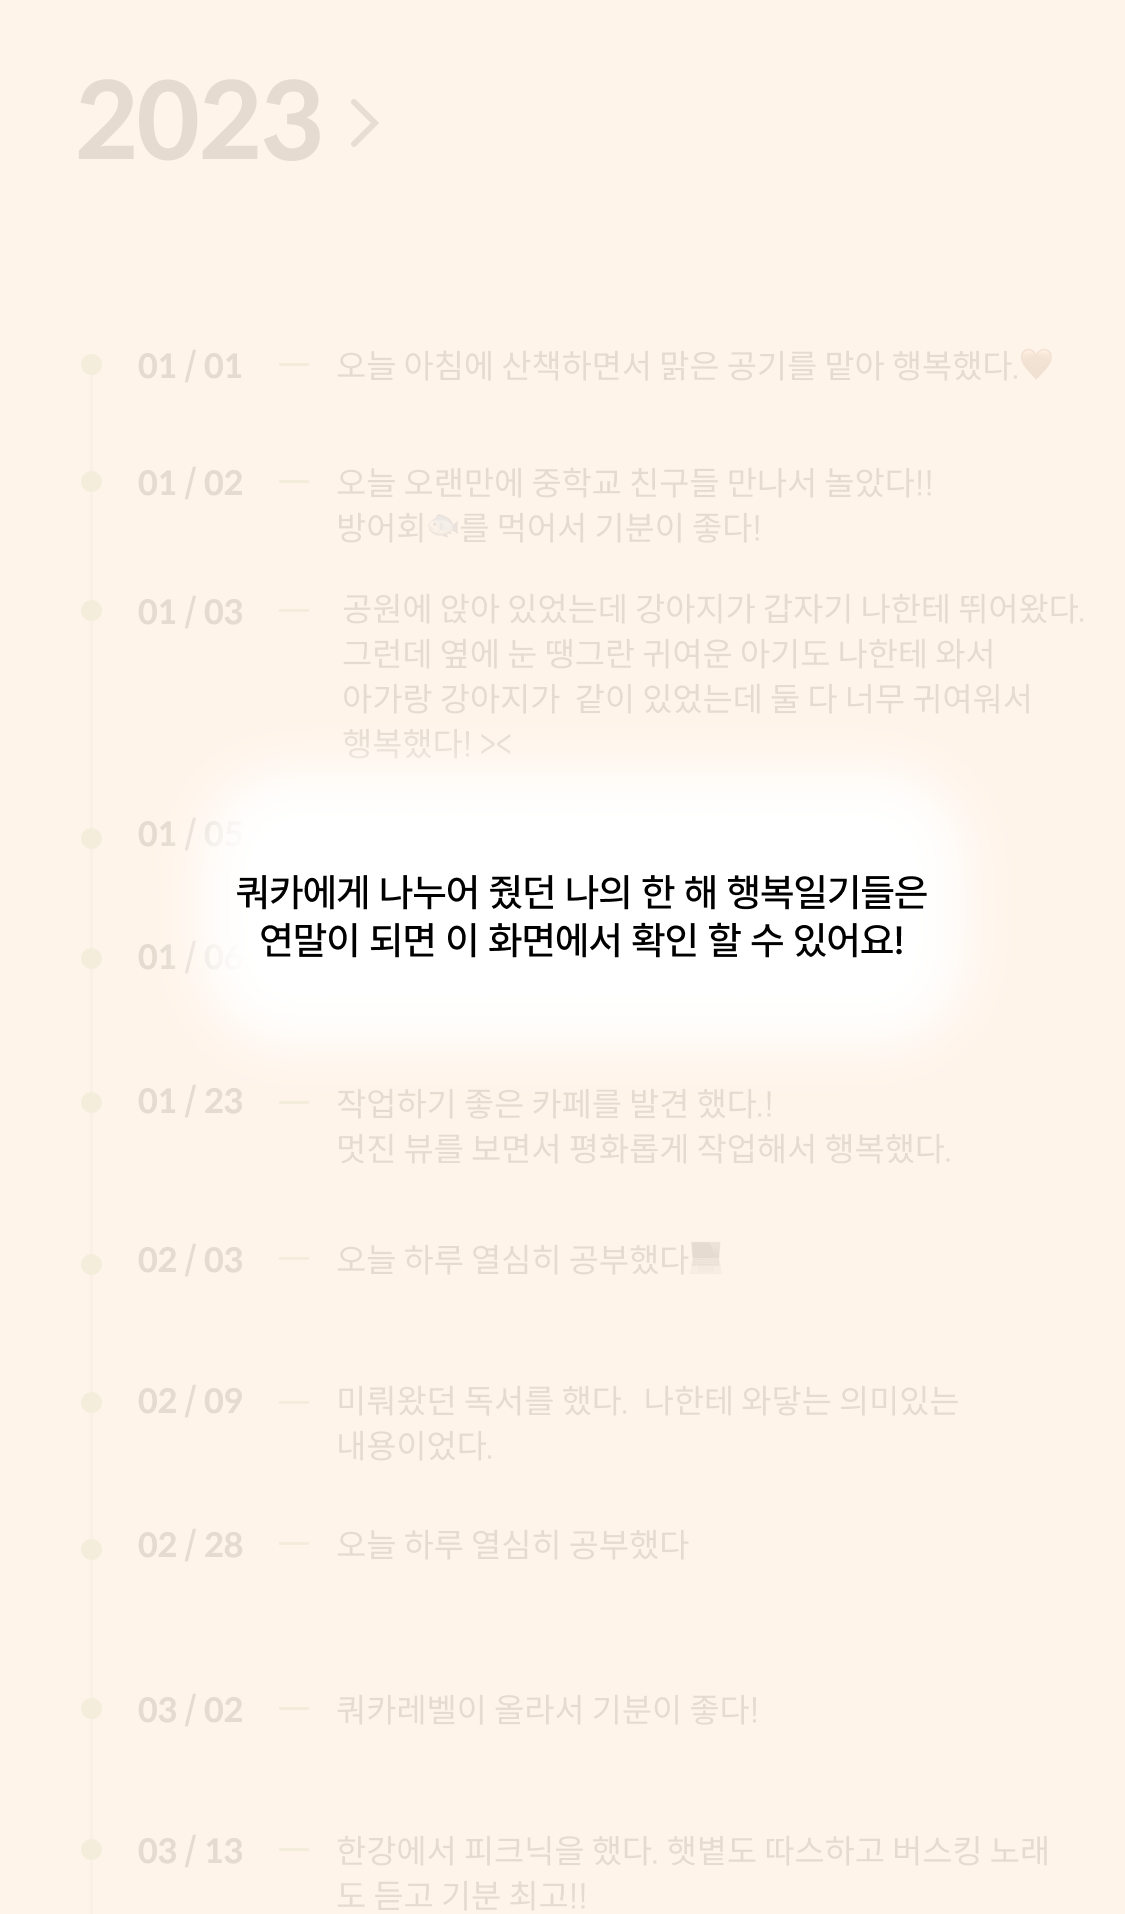 2023 >
01 / 01 — 오늘 아침에 산책하면서 맑은 공기를 맡아 행복했다.🤎
01 / 02 — 오늘 오랜만에 중학교 친구들 만나서 놀았다!!
방어회🐟를 먹어서 기분이 좋다!
01 / 03 — 공원에 앉아 있었는데 강아지가 갑자기 나한테 뛰어왔다.
그런데 옆에 눈 땡그란 귀여운 아기도 나한테 와서
아가랑 강아지가 같이 있었는데 둘 다 너무 귀여워서
행복했다! ><
01 / 05
쿼카에게 나누어 줬던 나의 한 해 행복일기들은
연말이 되면 이 화면에서 확인 할 수 있어요!
01 / 06
01 / 23 — 작업하기 좋은 카페를 발견 했다.!
멋진 뷰를 보면서 평화롭게 작업해서 행복했다.
02 / 03 — 오늘 하루 열심히 공부했다💻
02 / 09 — 미뤄왔던 독서를 했다. 나한테 와닿는 의미있는
내용이었다.
02 / 28 — 오늘 하루 열심히 공부했다
03 / 02 — 쿼카레벨이 올라서 기분이 좋다!
03 / 13 — 한강에서 피크닉을 했다. 햇볕도 따스하고 버스킹 노래
도 듣고 기분 최고!!